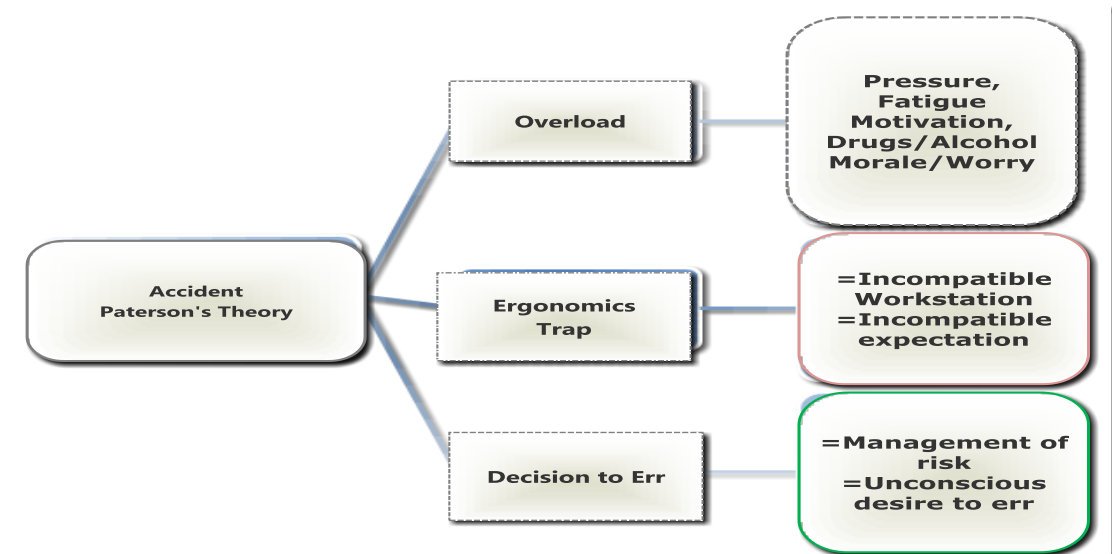 Accident
Paterson's Theory
Overload
Pressure,
Fatigue
Motivation,
Drugs/Alcohol
Morale/Worry
Ergonomics
Trap
=Incompatible
Workstation
=Incompatible
expectation
Decision to Err
=Management of
risk
=Unconscious
desire to err